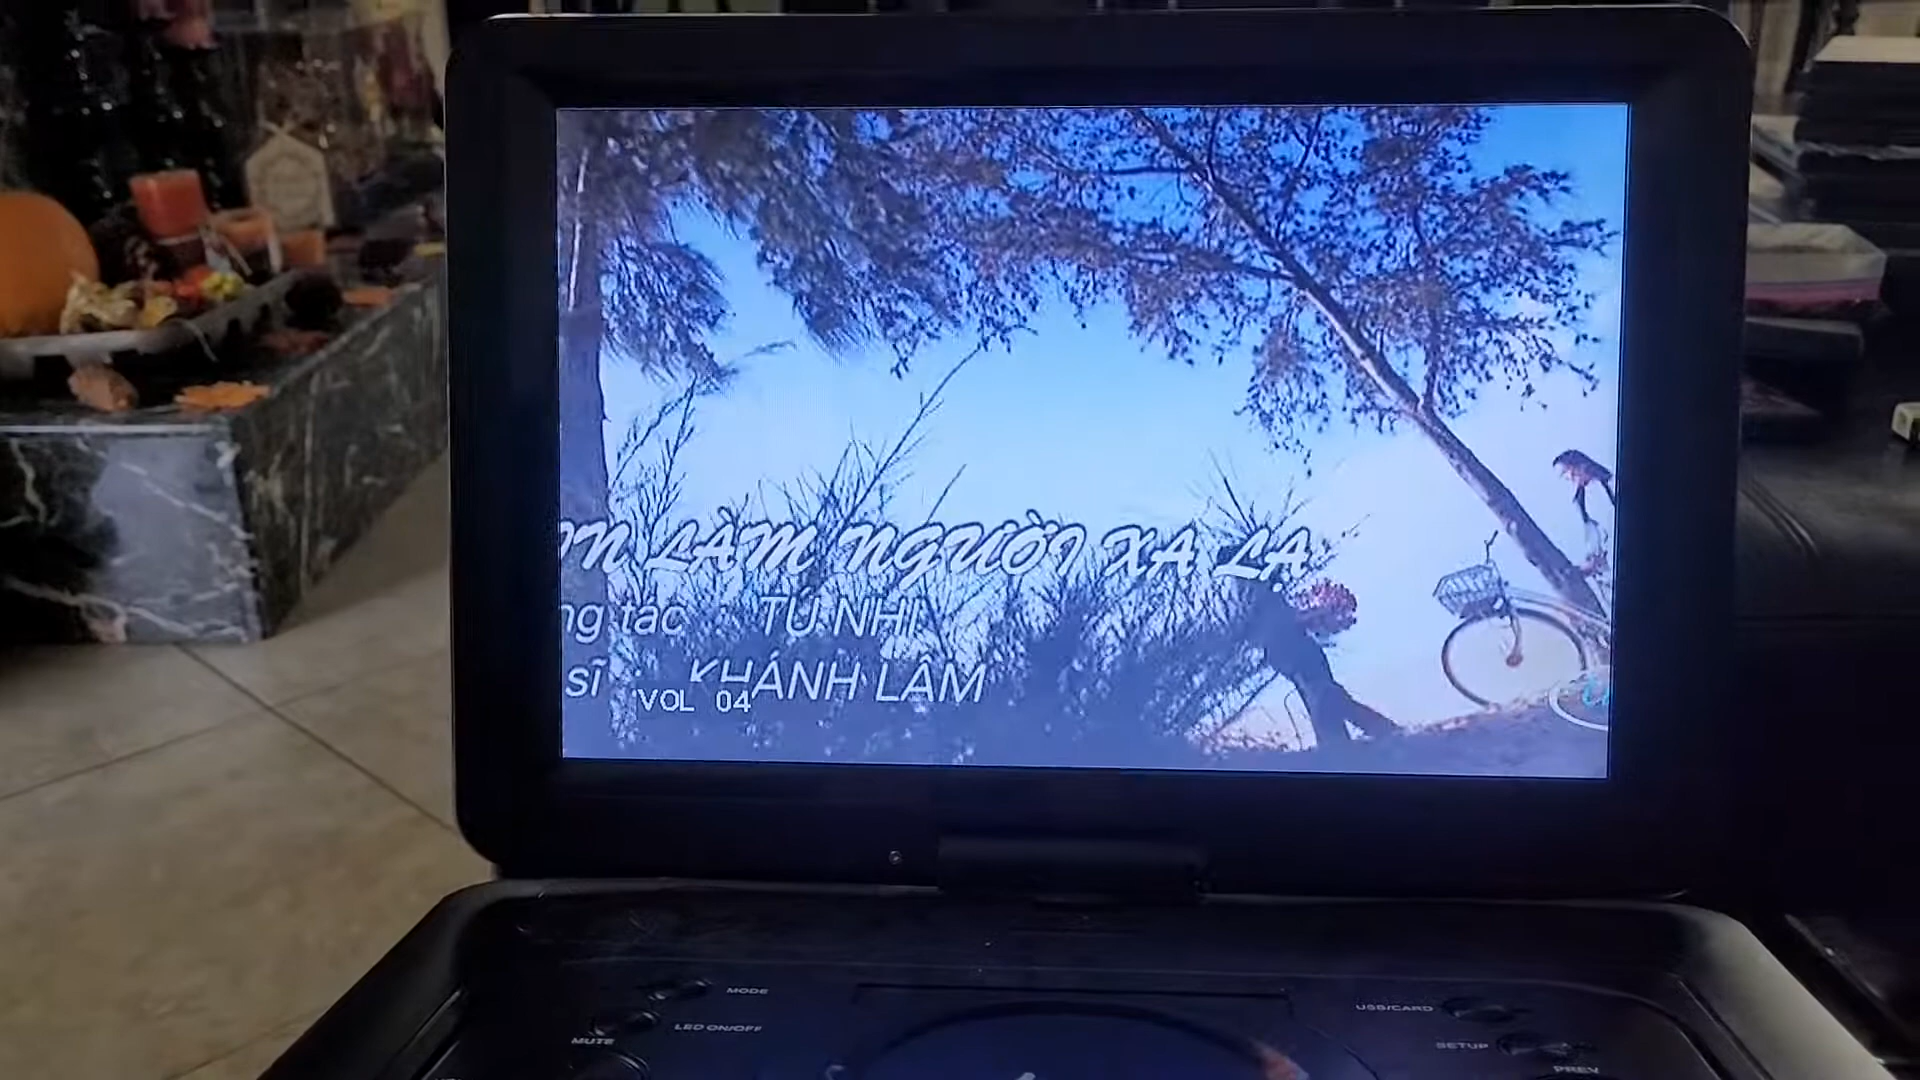 LÀM NGƯỜI XA LẠ
ng tác : TÚ NHI
sĩ : KHÁNH LÂM
VOL 04
MODE
LED ON/OFF
MUTE
USB/CARD
SETUP
PREV